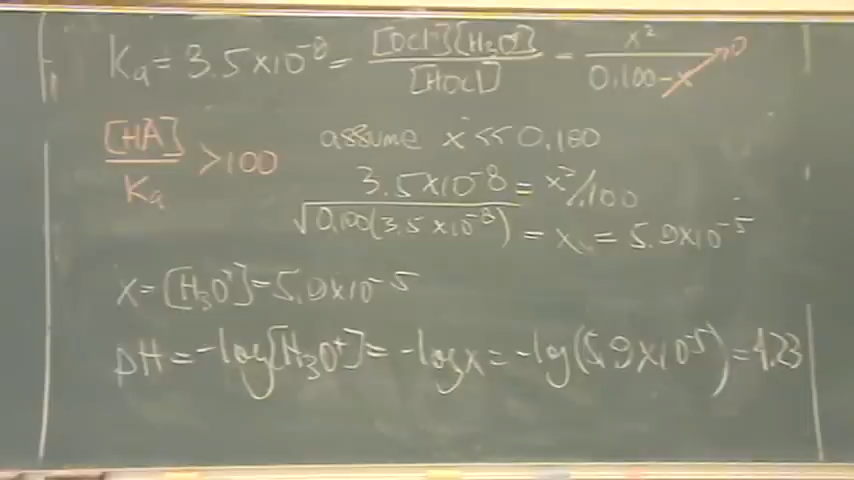 Ka = 3.5×10⁻⁸ = [OCl⁻][H₃O⁺]/[HOCl] = x²/0.100-x → 0
[HA]/Ka >100
assume x << 0.100
3.5×10⁻⁸ = x²/.100
√0.100(3.5×10⁻⁸) = x = 5.9×10⁻⁵
x = [H₃O⁺] = 5.9×10⁻⁵
pH = -log[H₃O⁺] = -log x = -log(5.9×10⁻⁵) = 4.23